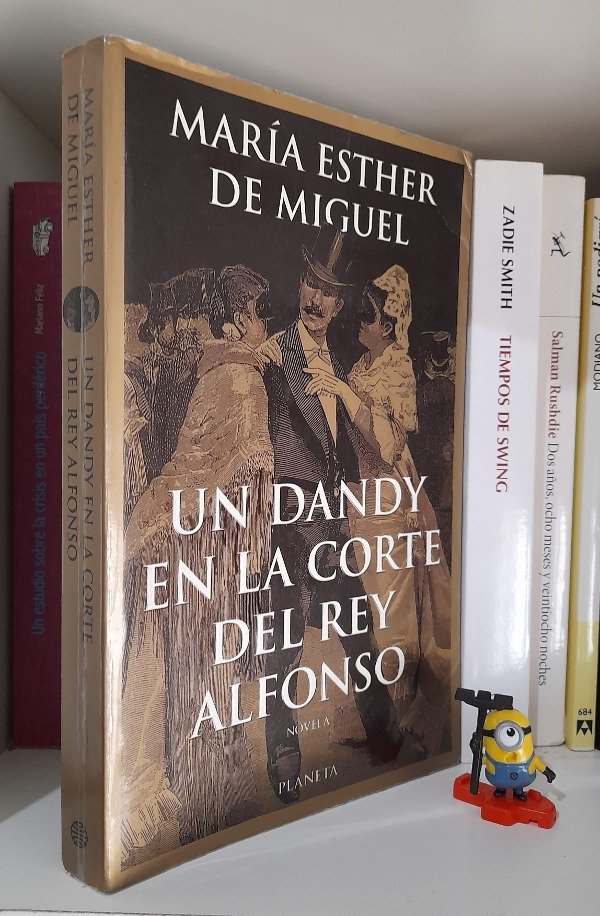 MARÍA ESTHER
DE MIGUEL
UN DANDY
EN LA CORTE
DEL REY
ALFONSO
NOVELA
PLANETA
MARÍA ESTHER
DE MIGUEL
UN DANDY EN LA CORTE
DEL REY ALFONSO
Mariano Féliz
Un estudio sobre la crisis en un país periférico
ZADIE SMITH
TIEMPOS DE SWING
Salman Rushdie Dos años, ocho meses y veintiocho noches
684